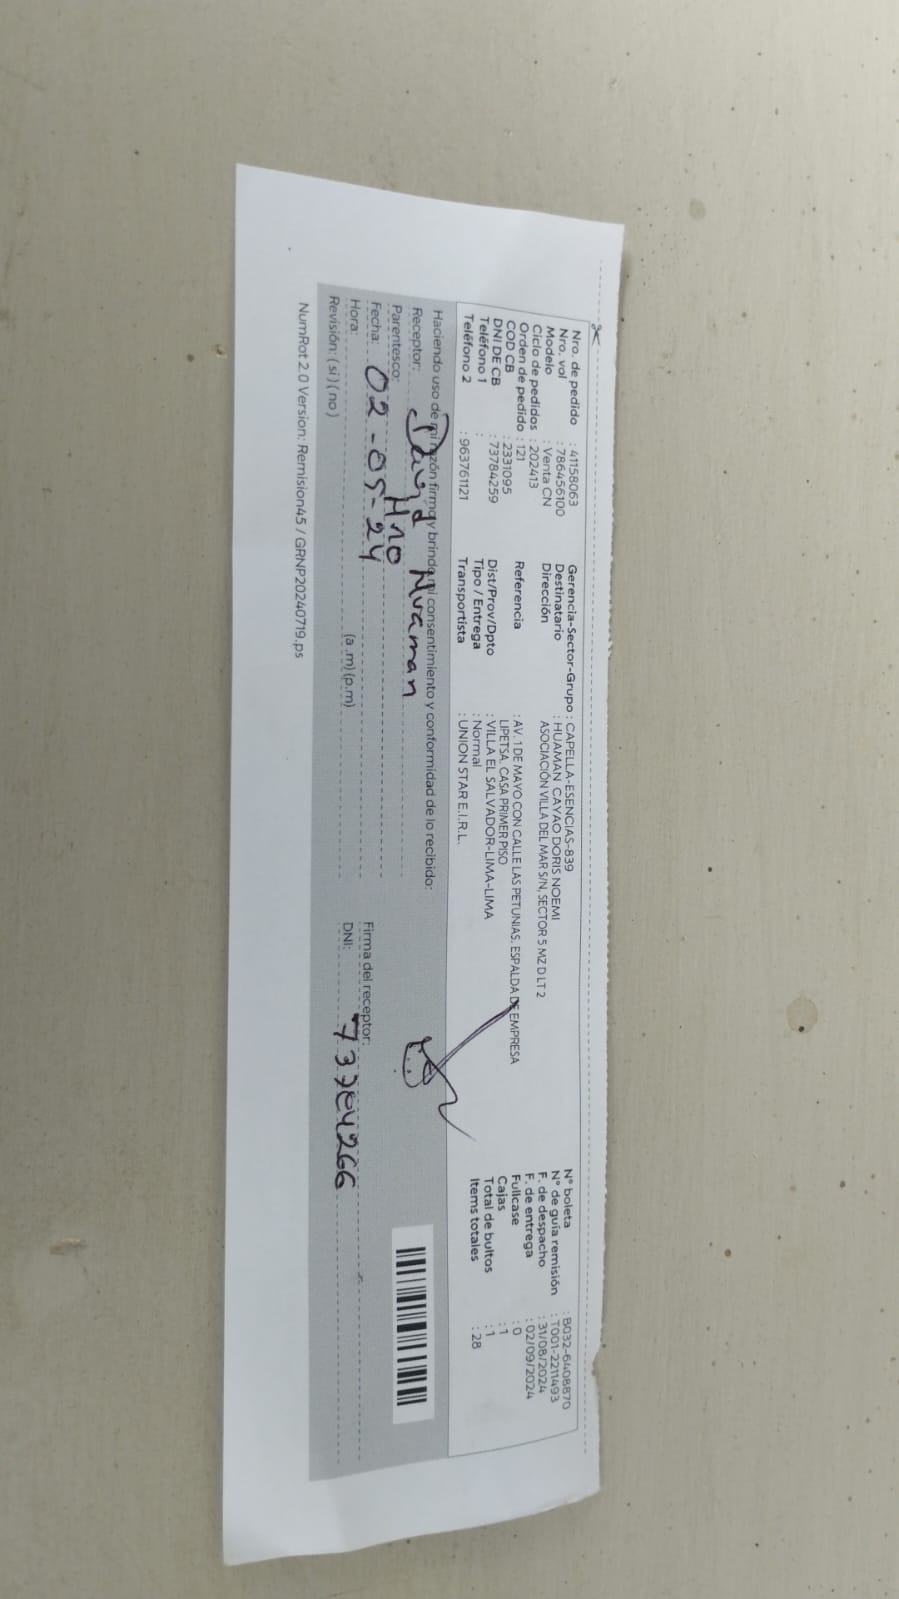 Nro. de pedido : 41158063
Nro. vol : 786456100
Modelo : Venta CN
Ciclo de pedidos : 202413
Orden de pedido : 121
COD CB : 2331095
DNI DE CB : 73784259
Teléfono 1 :
Teléfono 2 : 963761121
Gerencia-Sector-Grupo : CAPELLA-ESENCIAS-839
Destinatario : HUAMAN CAYAO DORIS NOEMI
Dirección ASOCIACIÓN VILLA DEL MAR S/N, SECTOR 5 MZ D LT 2
Referencia : AV. 1 DE MAYO CON CALLE LAS PETUNIAS. ESPALDA DE EMPRESA
LIPETSA. CASA PRIMER PISO
Dist/Prov/Dpto : VILLA EL SALVADOR-LIMA-LIMA
Tipo / Entrega : Normal
Transportista : UNION STAR E.I.R.L.
N° boleta : B032-6408870
N° de guía remisión : T001-2211493
F. de despacho : 31/08/2024
F. de entrega : 02/09/2024
Fullcase : 0
Cajas : 1
Total de bultos : 1
Items totales : 28
Haciendo uso de mi razón firmo y brindo mi consentimiento y conformidad de lo recibido:
Receptor: David Huaman
Parentesco: Hno
Fecha: 02-05-24
Hora: (a.m)(p.m)
Revisión: ( si ) ( no )
Firma del receptor:
DNI:
NumRot 2.0 Version: Remision45 / GRNP20240719.ps